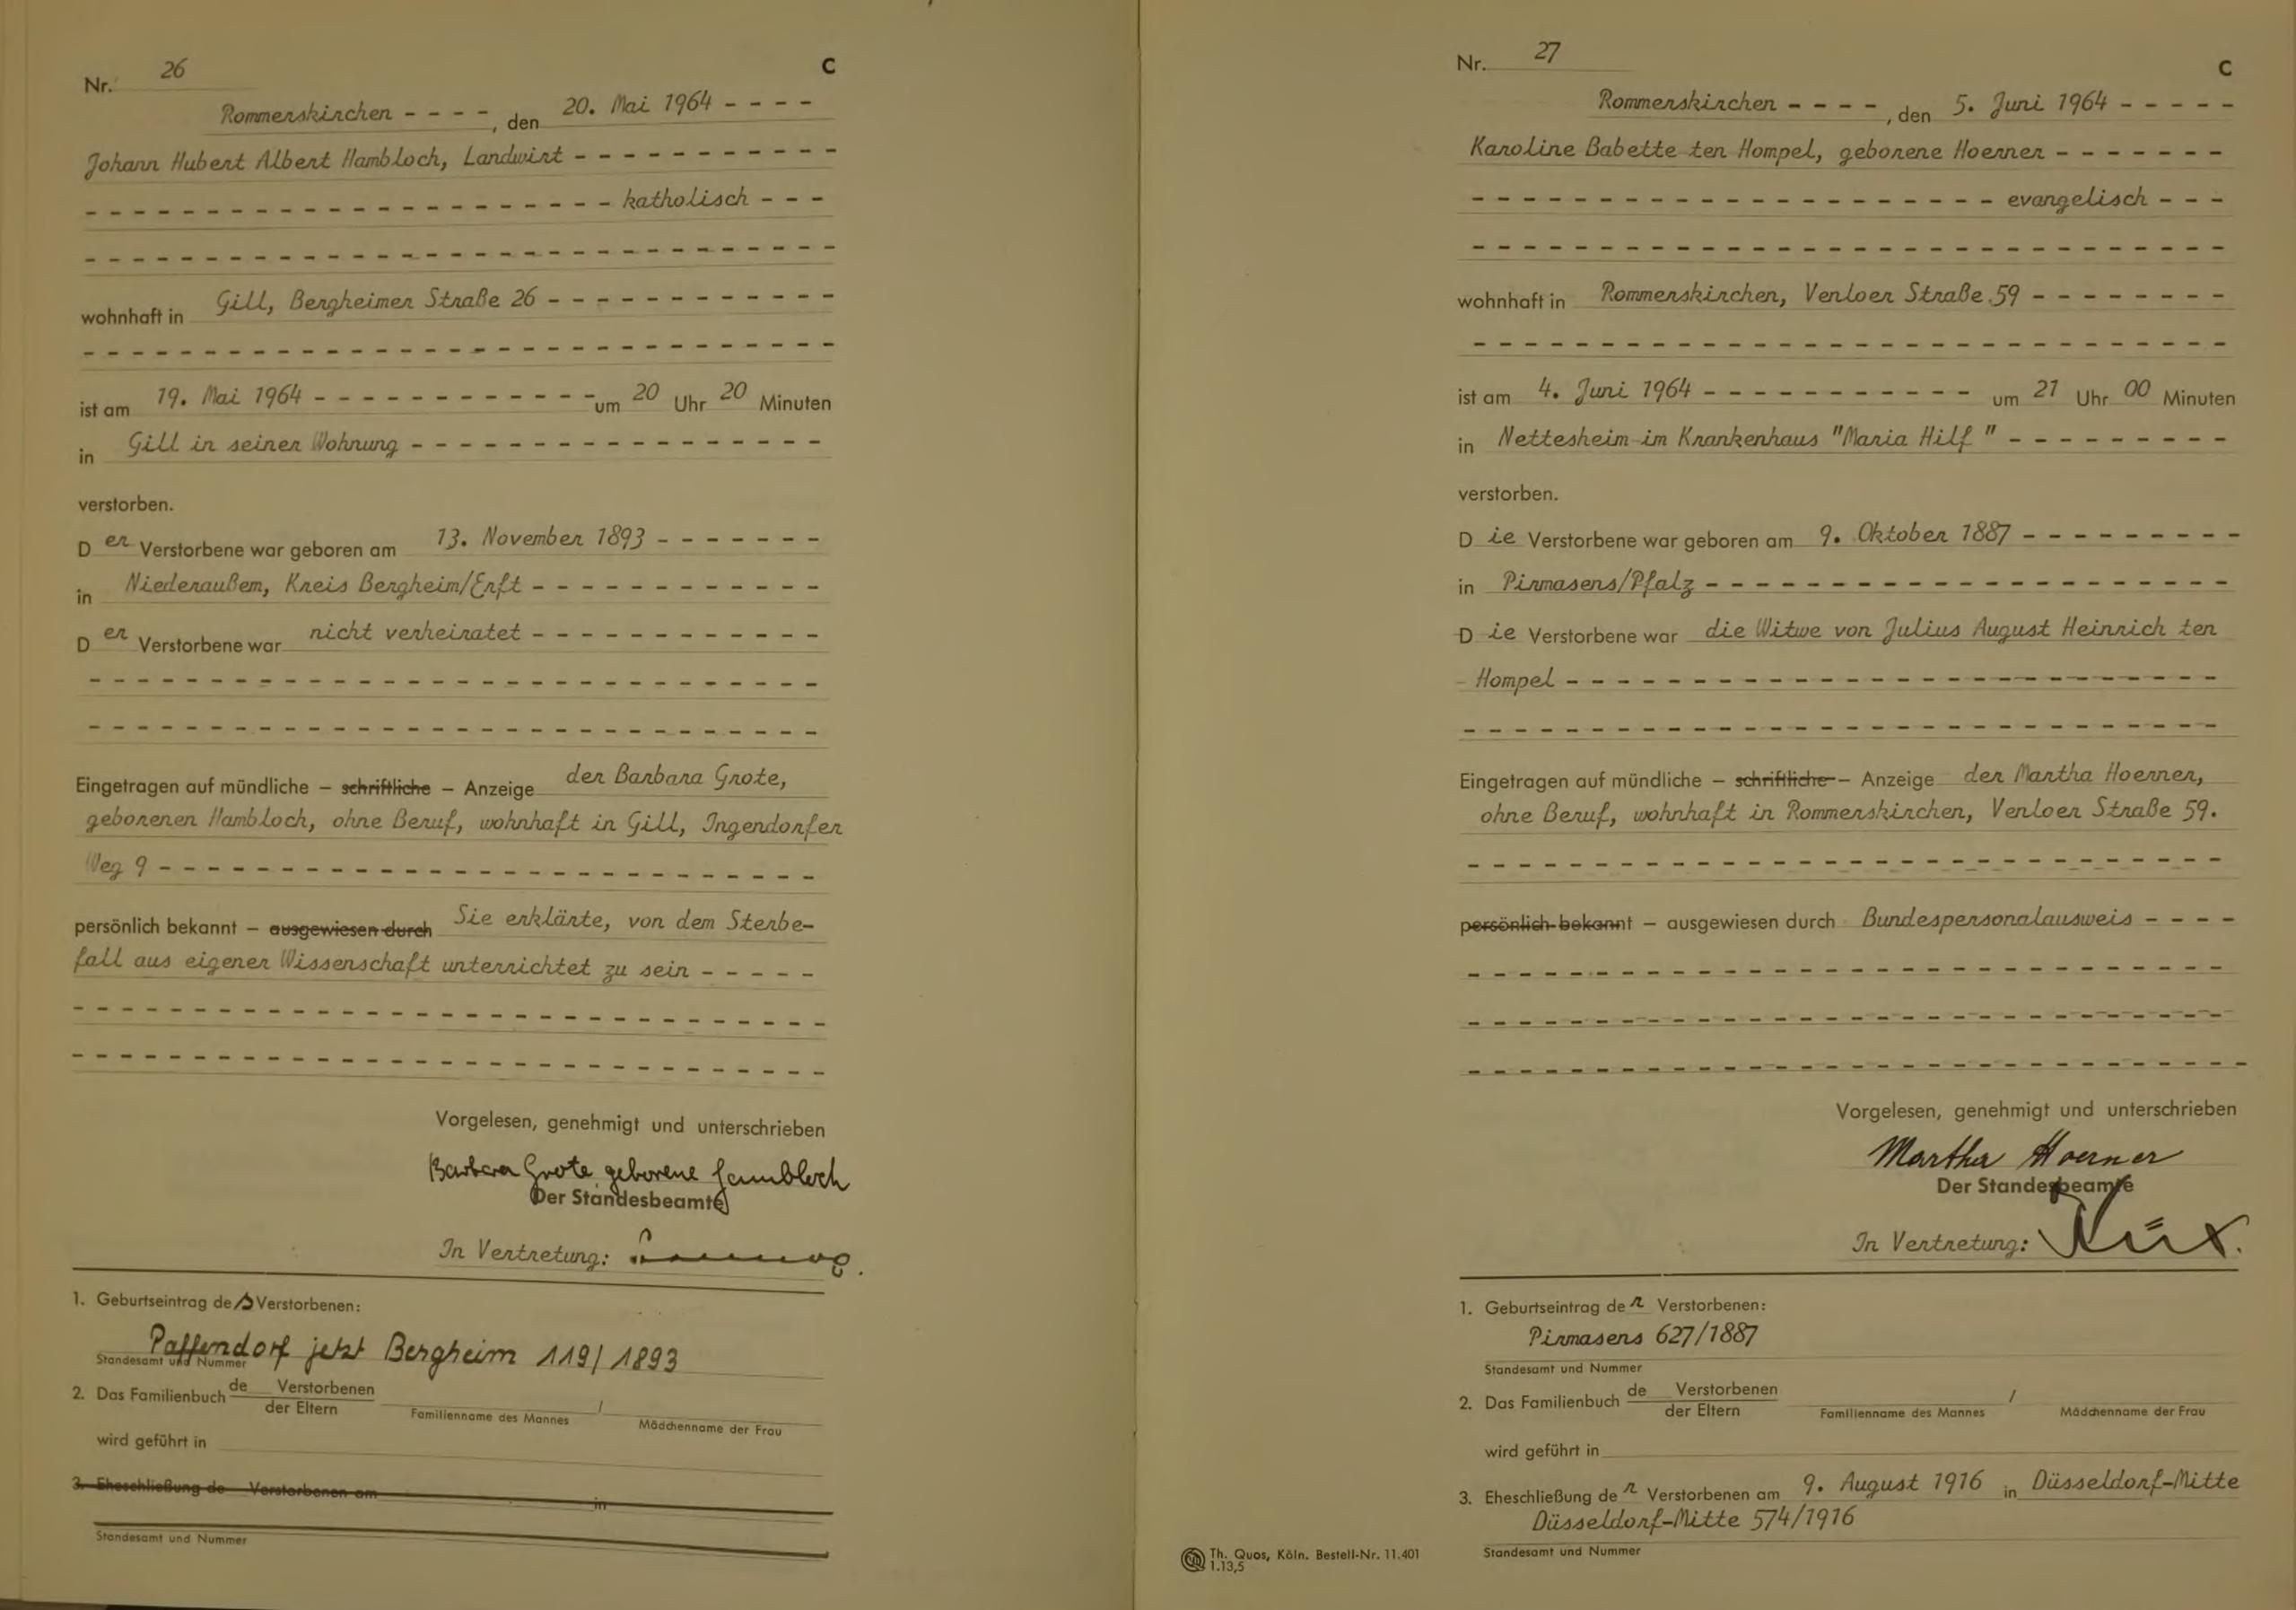 Nr. 26 C
Rommerskirchen - - - - , den 20. Mai 1964 - - - -
Johann Hubert Albert Hambloch, Landwirt - - - - - - - - - - -
- - - - - - - - - - - - - - - - - - - - - - katholisch - - -
wohnhaft in Gill, Bergheimer Straße 26 - - - - - - - - - - - -
ist am 19. Mai 1964 - - - - - - - - - - - - um 20 Uhr 20 Minuten
in Gill in seiner Wohnung - - - - - - - - - - - - - - - - -
verstorben.
Der Verstorbene war geboren am 13. November 1893 - - - - - - -
in Niederaußem, Kreis Bergheim/Erft - - - - - - - - - - - -
Der Verstorbene war nicht verheiratet - - - - - - - - - - - -
Eingetragen auf mündliche – schriftliche – Anzeige der Barbara Grote,
geborenen Hambloch, ohne Beruf, wohnhaft in Gill, Ingendorfer
Weg 9 - - - - - - - - - - - - - - - - - - - - - - - - - - -
persönlich bekannt – ausgewiesen durch Sie erklärte, von dem Sterbe-
fall aus eigener Wissenschaft unterrichtet zu sein - - - - -
Vorgelesen, genehmigt und unterschrieben
Barbara Grote geborene Hambloch
Der Standesbeamte
In Vertretung:
1. Geburtseintrag des Verstorbenen:
Paffendorf jetzt Bergheim 119/1893
Standesamt und Nummer
2. Das Familienbuch de Verstorbenen
der Eltern
/
Familienname des Mannes Mädchenname der Frau
wird geführt in
3. Eheschließung de Verstorbenen am in
Standesamt und Nummer
Nr. 27 C
Rommerskirchen - - - - , den 5. Juni 1964 - - - - -
Karoline Babette ten Hompel, geborene Hoerner - - - - - - -
- - - - - - - - - - - - - - - - - - - - - - evangelisch - - -
wohnhaft in Rommerskirchen, Venloer Straße 59 - - - - - - - -
ist am 4. Juni 1964 - - - - - - - - - - - um 21 Uhr 00 Minuten
in Nettesheim im Krankenhaus "Maria Hilf " - - - - - - - - -
verstorben.
Die Verstorbene war geboren am 9. Oktober 1887 - - - - - - - - -
in Pirmasens/Pfalz - - - - - - - - - - - - - - - - - - - - -
Die Verstorbene war die Witwe von Julius August Heinrich ten
Hompel - - - - - - - - - - - - - - - - - - - - - - - - - - -
Eingetragen auf mündliche – schriftliche – Anzeige der Martha Hoerner,
ohne Beruf, wohnhaft in Rommerskirchen, Venloer Straße 59.
persönlich bekannt – ausgewiesen durch Bundespersonalausweis - - - -
Vorgelesen, genehmigt und unterschrieben
Martha Hoerner
Der Standesbeamte
In Vertretung:
1. Geburtseintrag der Verstorbenen:
Pirmasens 627/1887
Standesamt und Nummer
2. Das Familienbuch de Verstorbenen
der Eltern
/
Familienname des Mannes Mädchenname der Frau
wird geführt in
3. Eheschließung der Verstorbenen am 9. August 1916 in Düsseldorf-Mitte
Düsseldorf-Mitte 574/1916
Standesamt und Nummer
Th. Quos, Köln. Bestell-Nr. 11.401
1.13,5